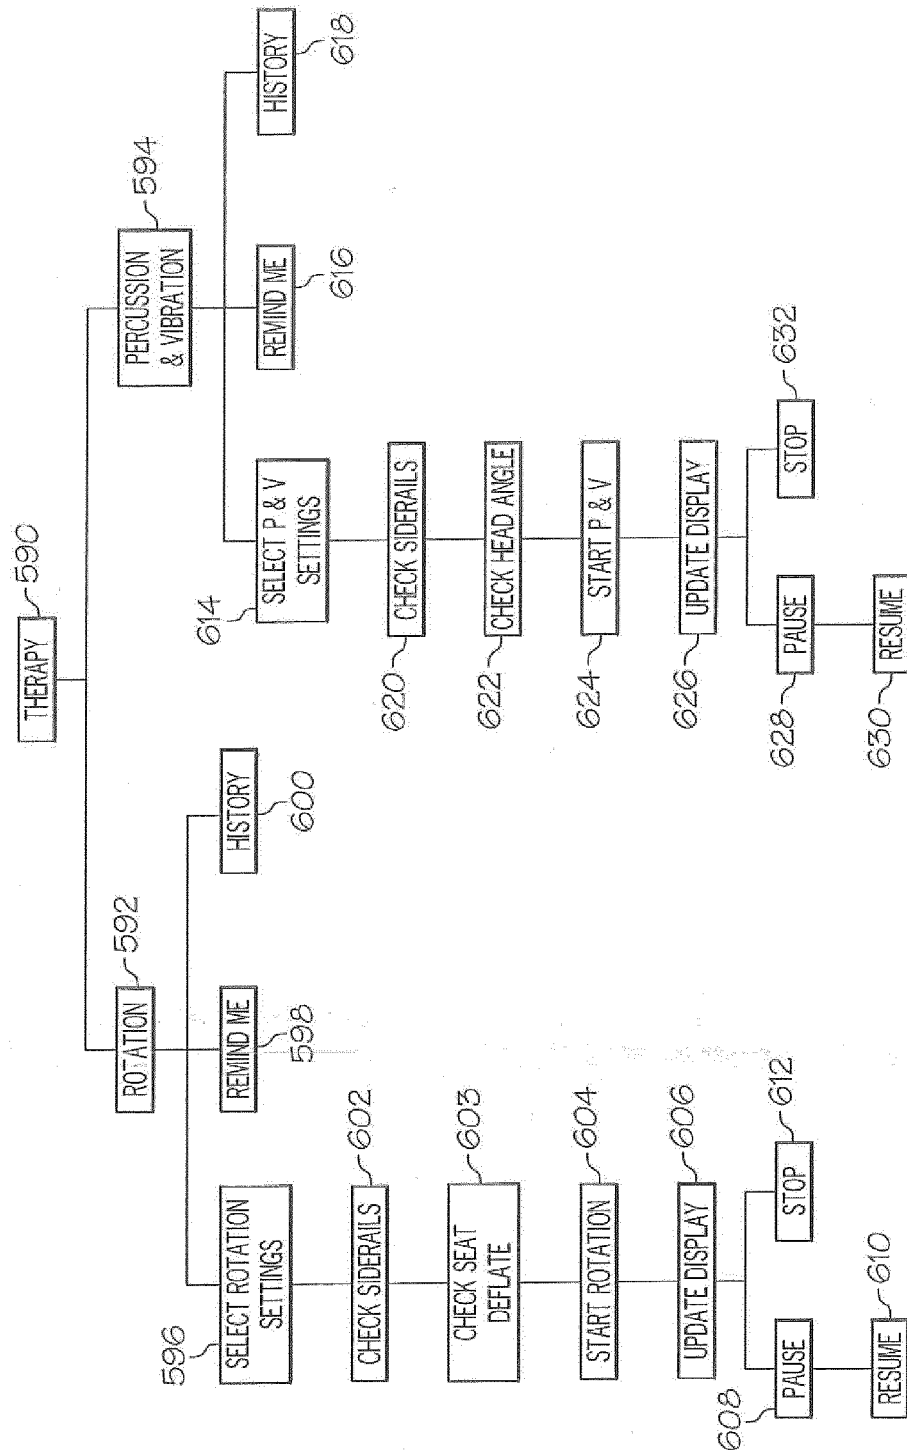 THERAPY
590
ROTATION
592
PERCUSSION
& VIBRATION
594
SELECT ROTATION
SETTINGS
596
REMIND ME
598
HISTORY
600
SELECT P & V
SETTINGS
614
REMIND ME
616
HISTORY
618
CHECK SIDERAILS
602
CHECK SEAT
DEFLATE
603
START ROTATION
604
UPDATE DISPLAY
606
PAUSE
608
STOP
612
RESUME
610
CHECK SIDERAILS
620
CHECK HEAD ANGLE
622
START P & V
624
UPDATE DISPLAY
626
PAUSE
628
STOP
632
RESUME
630